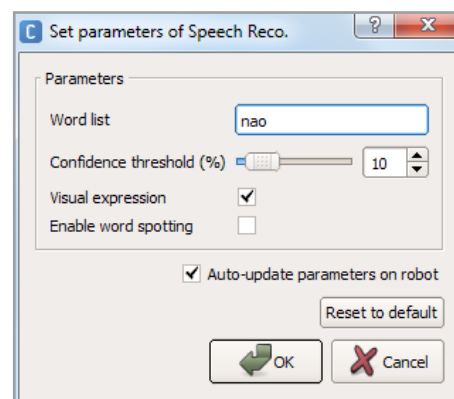 C Set parameters of Speech Reco. ? X
Parameters
Word list nao
Confidence threshold (%) 10
Visual expression
Enable word spotting
Auto-update parameters on robot
Reset to default
OK Cancel